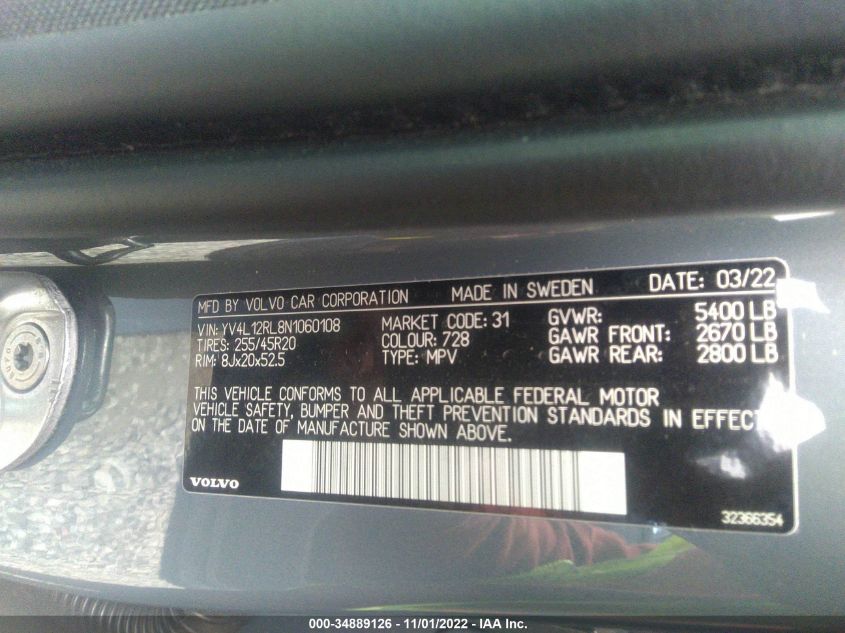 MFD BY VOLVO CAR CORPORATION MADE IN SWEDEN DATE: 03/22
VIN: YV4L12RL8N1060108 MARKET CODE: 31 GVWR: 5400 LB
TIRES: 255/45R20 COLOUR: 728 GAWR FRONT: 2670 LB
RIM: 8Jx20x52.5 TYPE: MPV GAWR REAR: 2800 LB
THIS VEHICLE CONFORMS TO ALL APPLICABLE FEDERAL MOTOR
VEHICLE SAFETY, BUMPER AND THEFT PREVENTION STANDARDS IN EFFECT
ON THE DATE OF MANUFACTURE SHOWN ABOVE.
VOLVO
32366354
000-34889126 - 11/01/2022 - IAA Inc.